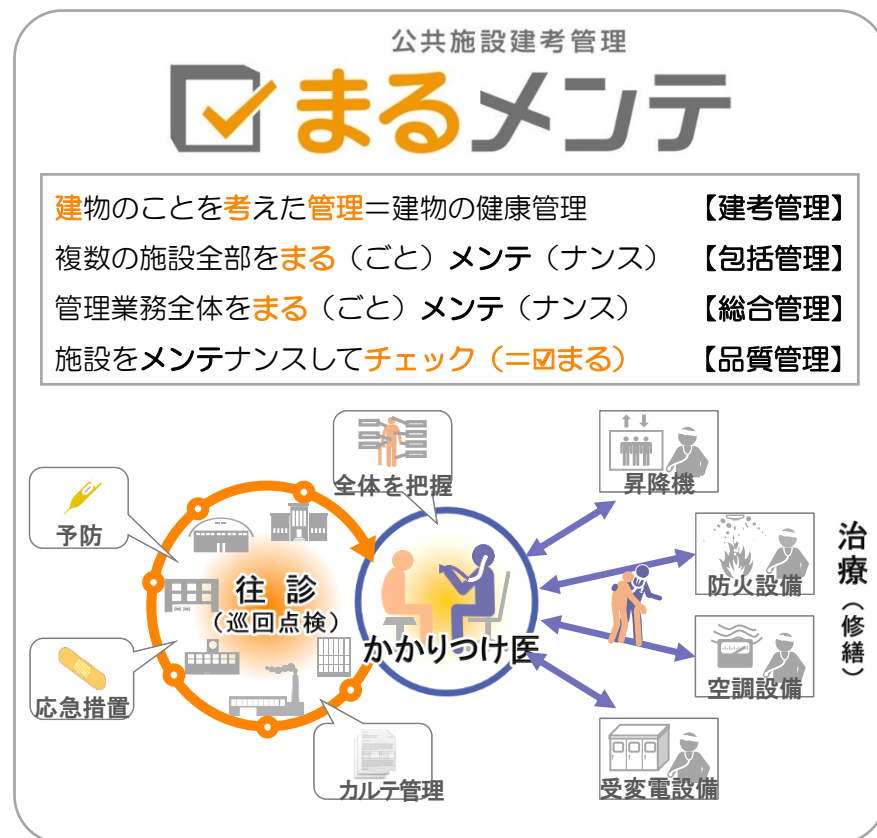 公共施設建考管理
まるメンテ
建物のことを考えた管理＝建物の健康管理 【建考管理】
複数の施設全部をまる（ごと）メンテ（ナンス） 【包括管理】
管理業務全体をまる（ごと）メンテ（ナンス） 【総合管理】
施設をメンテナンスしてチェック（＝☑まる） 【品質管理】
全体を把握
昇降機
予防
防火設備
治療（修繕）
往診
（巡回点検）
かかりつけ医
応急措置
空調設備
カルテ管理
受変電設備